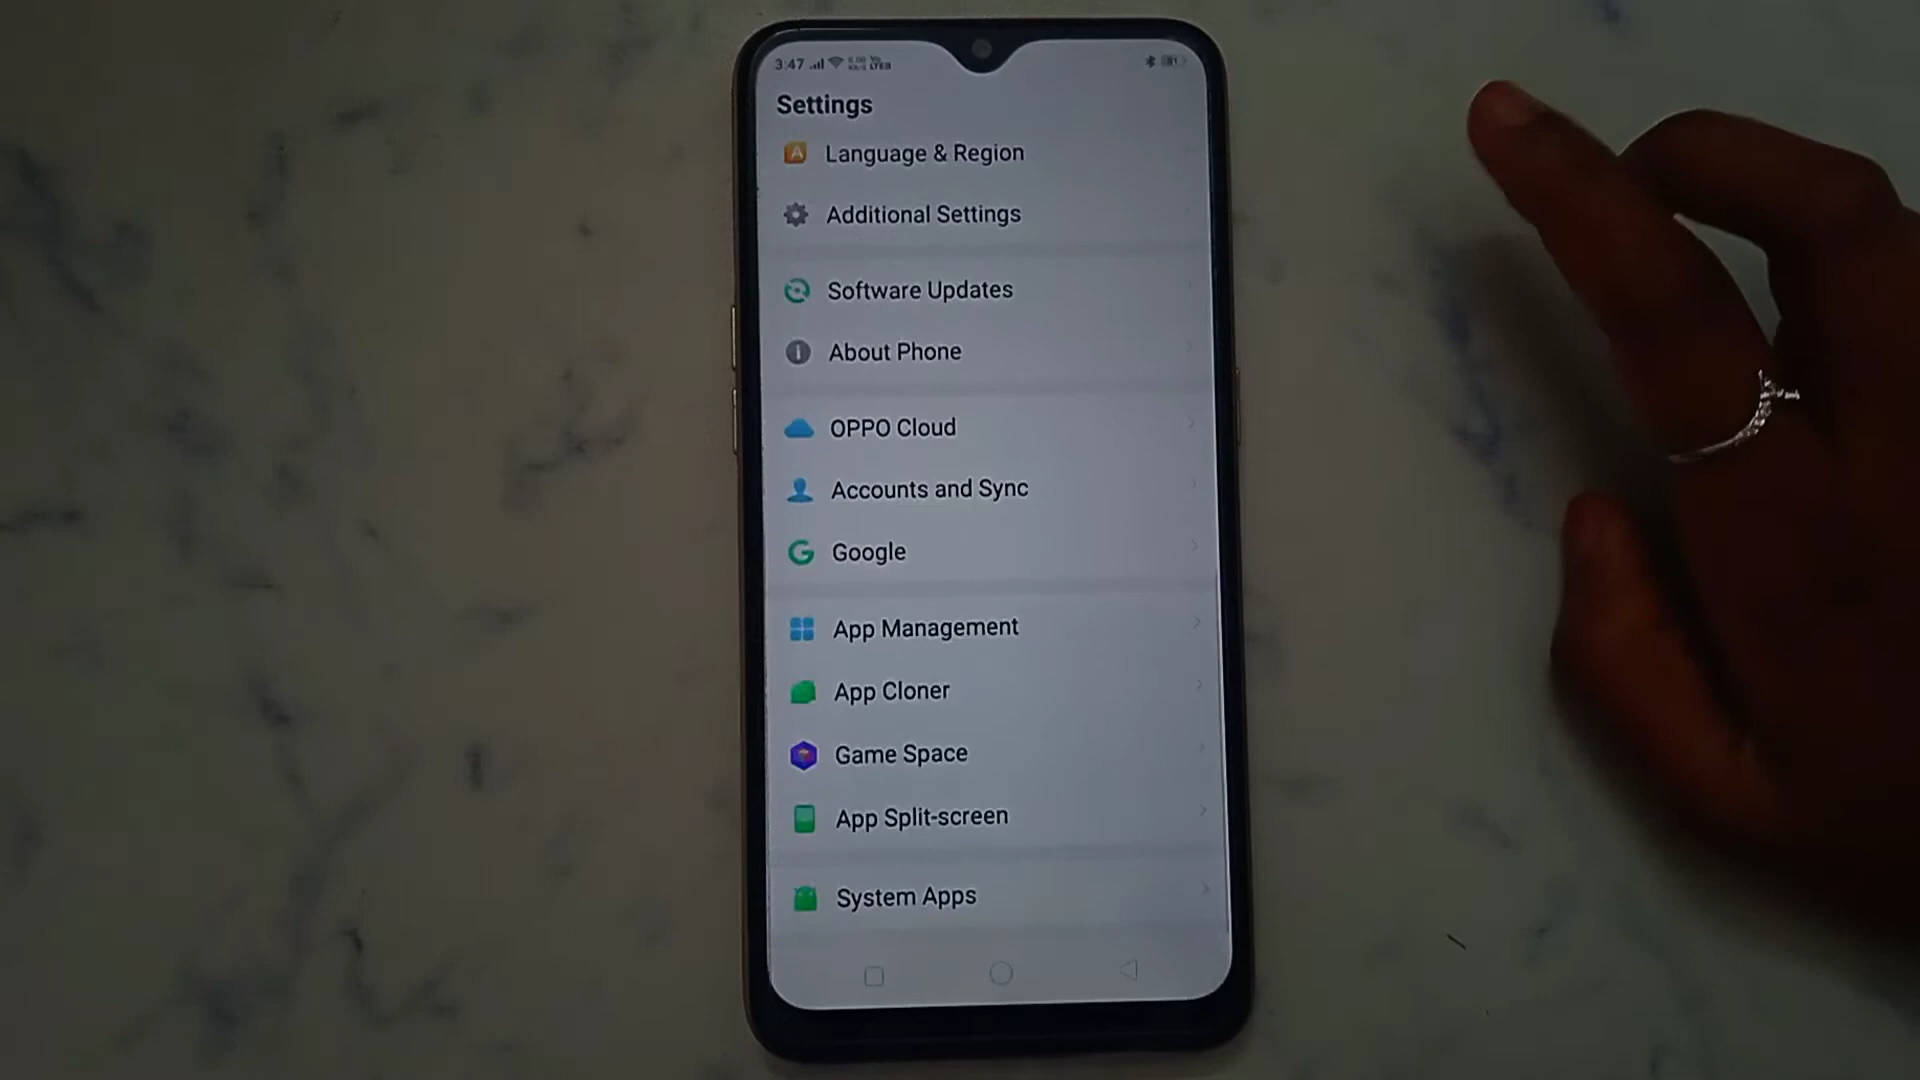 3:47
Settings
Language & Region
Additional Settings
Software Updates
About Phone
OPPO Cloud
Accounts and Sync
Google
App Management
App Cloner
Game Space
App Split-screen
System Apps